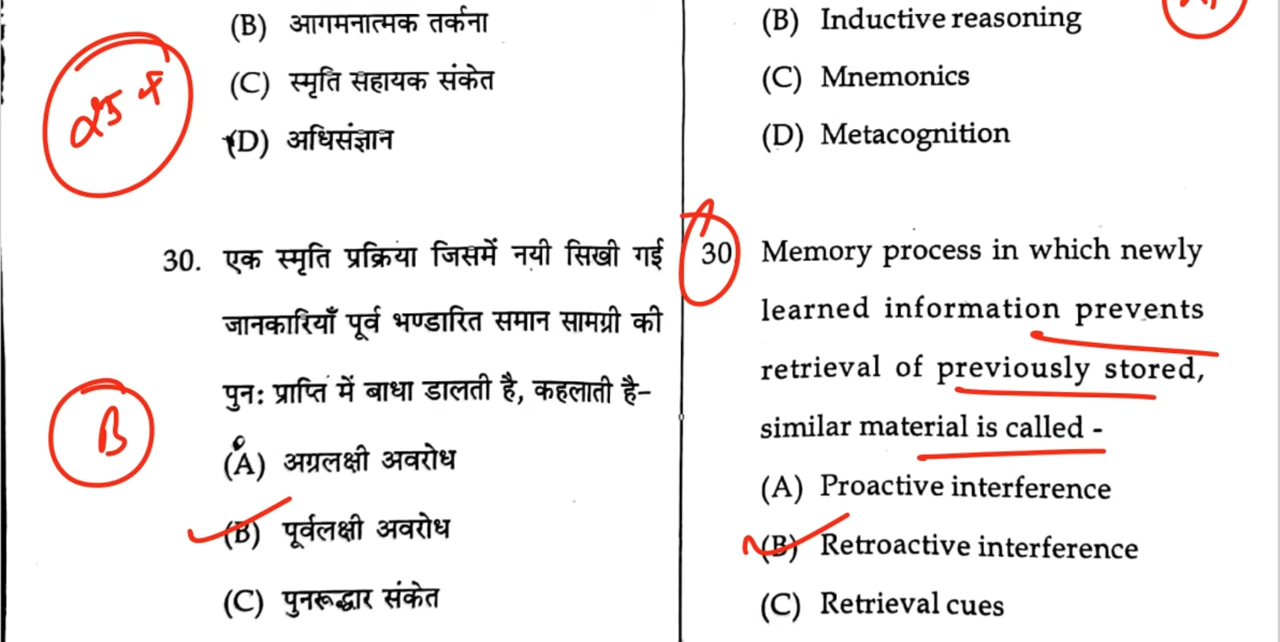 (B) आगमनात्मक तर्कना
(C) स्मृति सहायक संकेत
(D) अधिसंज्ञान
30. एक स्मृति प्रक्रिया जिसमें नयी सिखी गई
जानकारियाँ पूर्व भण्डारित समान सामग्री की
पुनः प्राप्ति में बाधा डालती है, कहलाती है-
(A) अग्रलक्षी अवरोध
(B) पूर्वलक्षी अवरोध
(C) पुनरूद्धार संकेत
B
(B) Inductive reasoning
(C) Mnemonics
(D) Metacognition
30 Memory process in which newly
learned information prevents
retrieval of previously stored,
similar material is called -
(A) Proactive interference
(B) Retroactive interference
(C) Retrieval cues